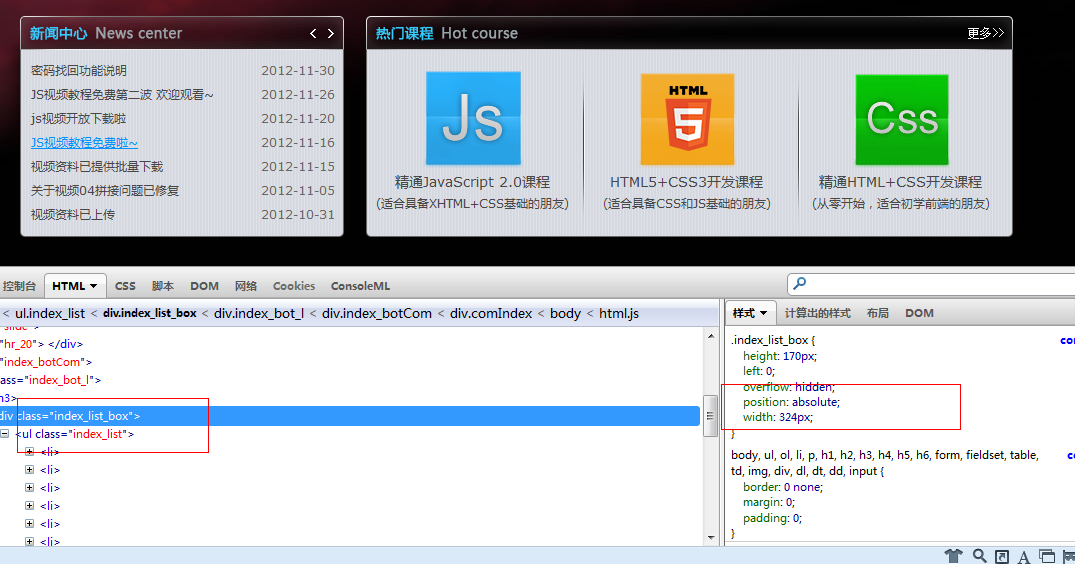 新闻中心 News center < >
密码找回功能说明 2012-11-30
JS视频教程免费第二波 欢迎观看~ 2012-11-26
js视频开放下载啦 2012-11-20
JS视频教程免费啦~ 2012-11-16
视频资料已提供批量下载 2012-11-15
关于视频04拼接问题已修复 2012-11-05
视频资料已上传 2012-10-31
热门课程 Hot course 更多>>
Js
精通JavaScript 2.0课程
(适合具备XHTML+CSS基础的朋友)
HTML
5
HTML5+CSS3开发课程
(适合具备CSS和JS基础的朋友)
Css
精通HTML+CSS开发课程
(从零开始，适合初学前端的朋友)
控制台 HTML CSS 脚本 DOM 网络 Cookies ConsoleML
< ul.index_list < div.index_list_box < div.index_bot_l < div.index_botCom < div.comIndex < body < html.js
"hr_20"> </div>
"index_botCom">
ass="index_bot_l">
h3>
div class="index_list_box">
<ul class="index_list">
<li>
<li>
<li>
<li>
<li>
<li>
样式 计算出的样式 布局 DOM
.index_list_box { co
height: 170px;
left: 0;
overflow: hidden;
position: absolute;
width: 324px;
}
body, ul, ol, li, p, h1, h2, h3, h4, h5, h6, form, fieldset, table, c
td, img, div, dl, dt, dd, input {
border: 0 none;
margin: 0;
padding: 0;
}